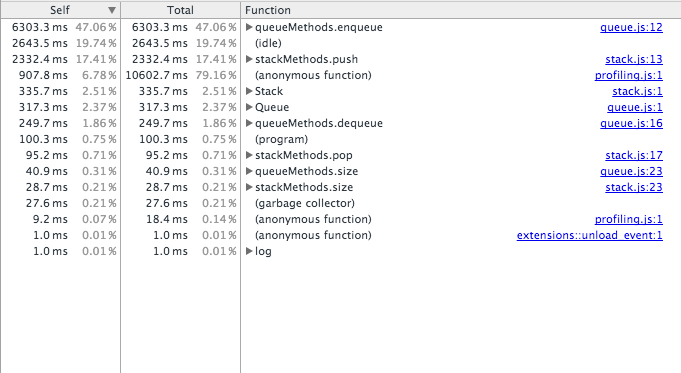 Self ▼ Total Function
6303.3 ms 47.06 % 6303.3 ms 47.06 % ▶ queueMethods.enqueue queue.js:12
2643.5 ms 19.74 % 2643.5 ms 19.74 % (idle)
2332.4 ms 17.41 % 2332.4 ms 17.41 % ▶ stackMethods.push stack.js:13
907.8 ms 6.78 % 10602.7 ms 79.16 % (anonymous function) profiling.js:1
335.7 ms 2.51 % 335.7 ms 2.51 % ▶ Stack stack.js:1
317.3 ms 2.37 % 317.3 ms 2.37 % ▶ Queue queue.js:1
249.7 ms 1.86 % 249.7 ms 1.86 % ▶ queueMethods.dequeue queue.js:16
100.3 ms 0.75 % 100.3 ms 0.75 % (program)
95.2 ms 0.71 % 95.2 ms 0.71 % ▶ stackMethods.pop stack.js:17
40.9 ms 0.31 % 40.9 ms 0.31 % ▶ queueMethods.size queue.js:23
28.7 ms 0.21 % 28.7 ms 0.21 % ▶ stackMethods.size stack.js:23
27.6 ms 0.21 % 27.6 ms 0.21 % (garbage collector)
9.2 ms 0.07 % 18.4 ms 0.14 % (anonymous function) profiling.js:1
1.0 ms 0.01 % 1.0 ms 0.01 % (anonymous function) extensions::unload_event:1
1.0 ms 0.01 % 1.0 ms 0.01 % ▶ log